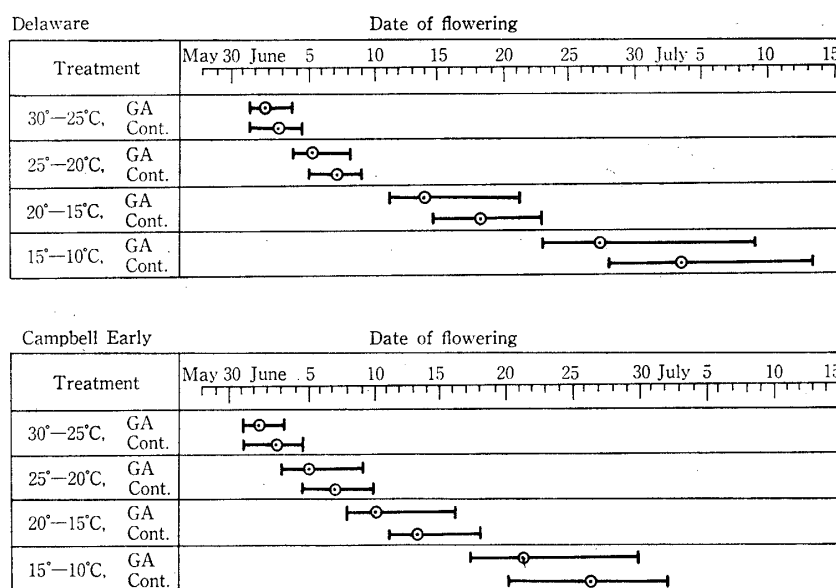 Delaware Date of flowering
Treatment May 30 June 5 10 15 20 25 30 July 5 10 15
30°—25°C, GA
Cont.
25°—20°C, GA
Cont.
20°—15°C, GA
Cont.
15°—10°C, GA
Cont.
Campbell Early Date of flowering
Treatment May 30 June 5 10 15 20 25 30 July 5 10 15
30°—25°C, GA
Cont.
25°—20°C, GA
Cont.
20°—15°C, GA
Cont.
15°—10°C, GA
Cont.